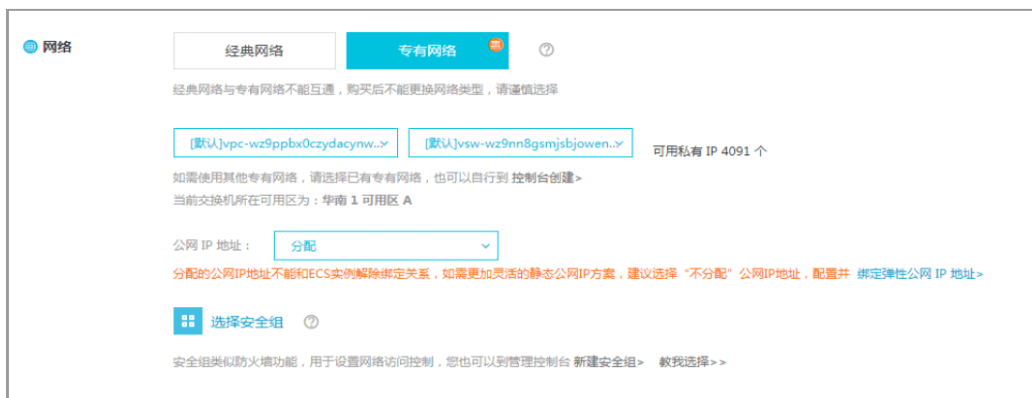 网络
经典网络
专有网络
惠
经典网络与专有网络不能互通，购买后不能更换网络类型，请谨慎选择
[默认]vpc-wz9ppbx0czydacynw...
[默认]vsw-wz9nn8gsmjsbjowen...
可用私有 IP 4091 个
如需使用其他专有网络，请选择已有专有网络，也可以自行到 控制台创建>
当前交换机所在可用区为：华南 1 可用区 A
公网 IP 地址：
分配
分配的公网IP地址不能和ECS实例解除绑定关系，如需更加灵活的静态公网IP方案，建议选择“不分配”公网IP地址，配置并 绑定弹性公网 IP 地址>
选择安全组
安全组类似防火墙功能，用于设置网络访问控制，您也可以到管理控制台 新建安全组> 教我选择>>